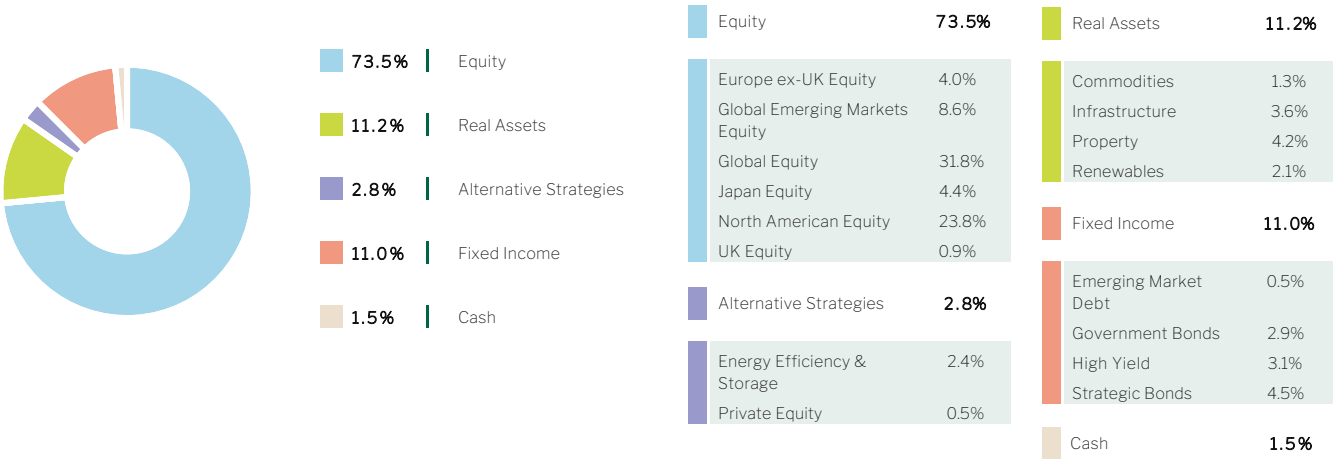 73.5% Equity
11.2% Real Assets
2.8% Alternative Strategies
11.0% Fixed Income
1.5% Cash
Equity 73.5%
Europe ex-UK Equity 4.0%
Global Emerging Markets 8.6%
Equity
Global Equity 31.8%
Japan Equity 4.4%
North American Equity 23.8%
UK Equity 0.9%
Alternative Strategies 2.8%
Energy Efficiency & 2.4%
Storage
Private Equity 0.5%
Real Assets 11.2%
Commodities 1.3%
Infrastructure 3.6%
Property 4.2%
Renewables 2.1%
Fixed Income 11.0%
Emerging Market 0.5%
Debt
Government Bonds 2.9%
High Yield 3.1%
Strategic Bonds 4.5%
Cash 1.5%